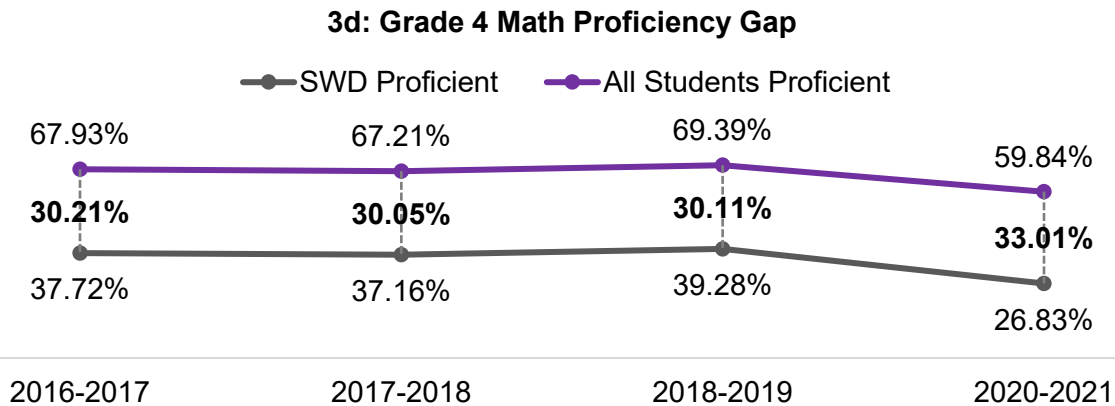 3d: Grade 4 Math Proficiency Gap
SWD Proficient All Students Proficient
67.93% 67.21% 69.39% 59.84%
30.21% 30.05% 30.11% 33.01%
37.72% 37.16% 39.28% 26.83%
2016-2017 2017-2018 2018-2019 2020-2021